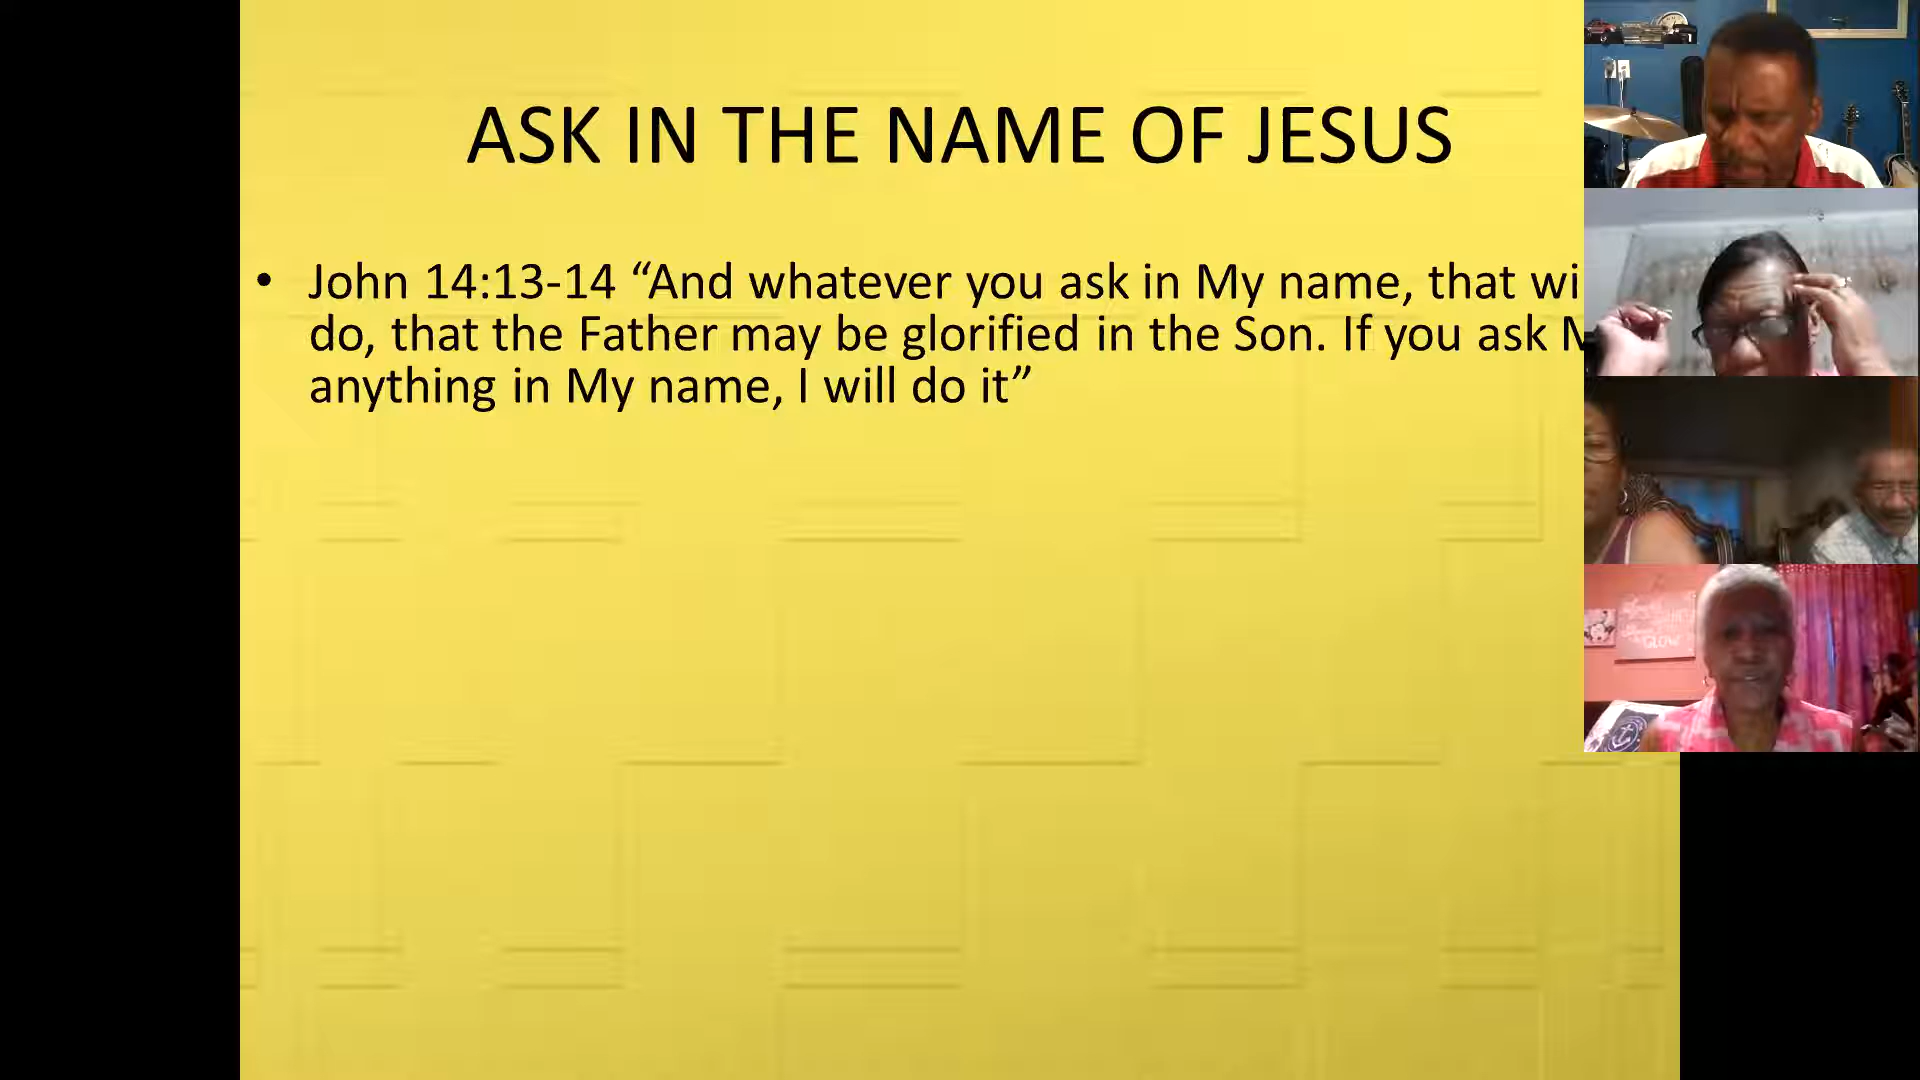 ASK IN THE NAME OF JESUS
• John 14:13-14 “And whatever you ask in My name, that
do, that the Father may be glorified in the Son. If you ask
anything in My name, I will do it”
GLOW